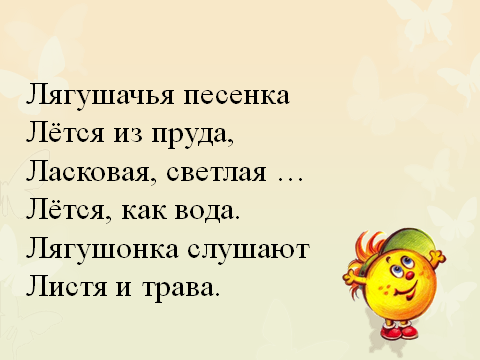 Лягушачья песенка
Лётся из пруда,
Ласковая, светлая …
Лётся, как вода.
Лягушонка слушают
Листя и трава.